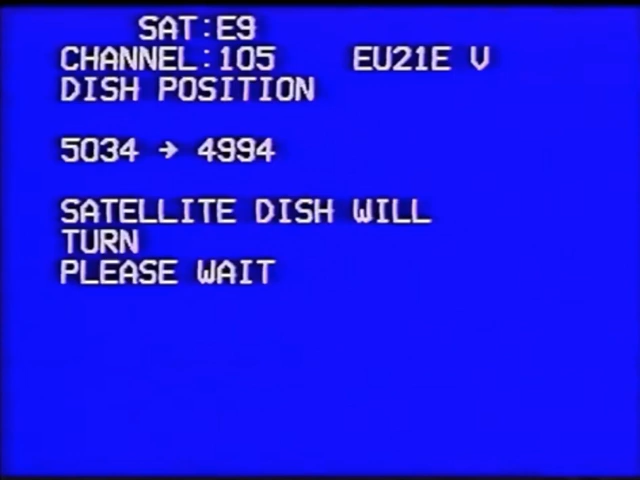 SAT:E9
CHANNEL:105 EU21E V
DISH POSITION
5034 → 4994
SATELLITE DISH WILL
TURN
PLEASE WAIT